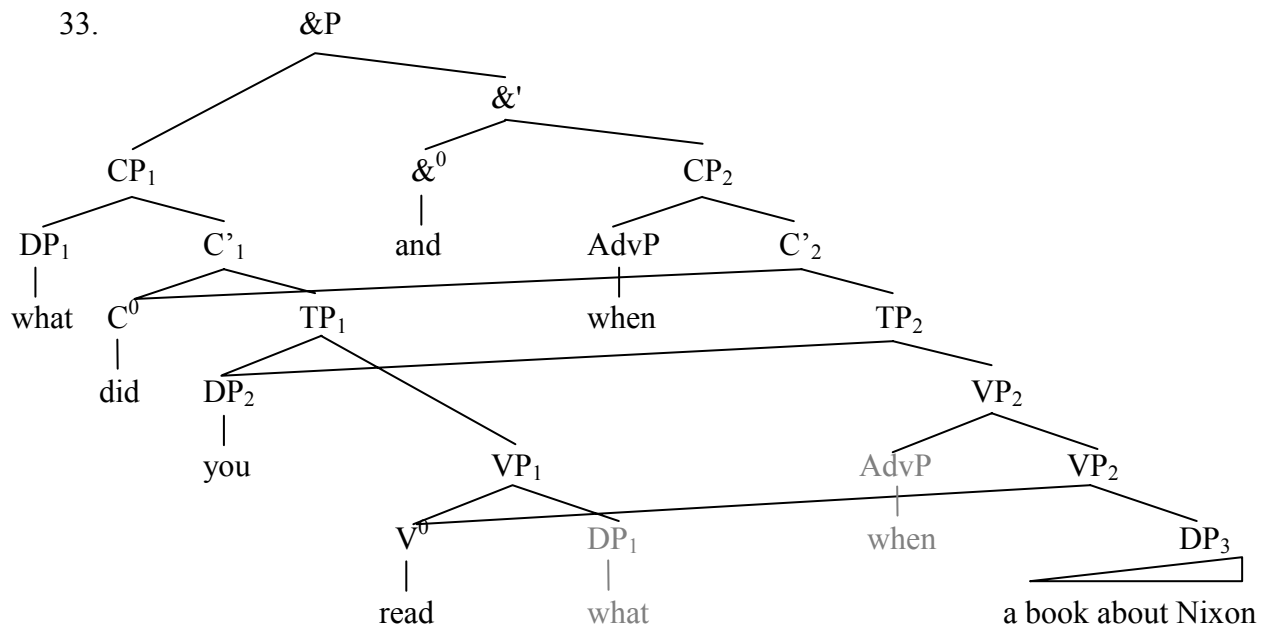 33. &P
&'
CP₁ &⁰ CP₂
DP₁ C’₁ and AdvP C’₂
what C⁰ TP₁ when TP₂
did DP₂ VP₂
you VP₁ AdvP VP₂
V⁰ DP₁ when DP₃
read what a book about Nixon